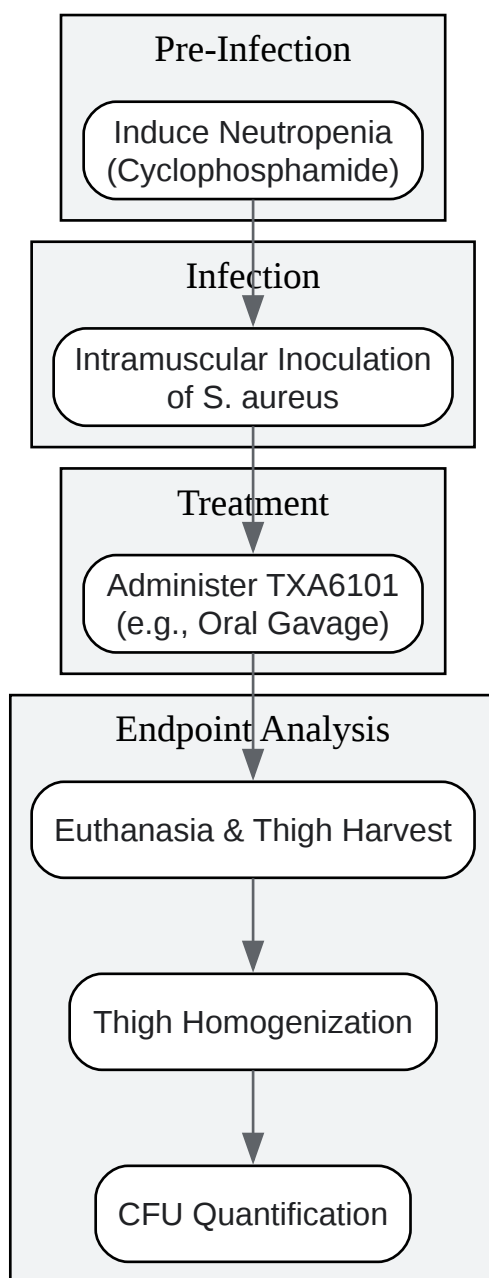 Pre-Infection
Induce Neutropenia
(Cyclophosphamide)
Infection
Intramuscular Inoculation
of S. aureus
Treatment
Administer TXA6101
(e.g., Oral Gavage)
Endpoint Analysis
Euthanasia & Thigh Harvest
Thigh Homogenization
CFU Quantification